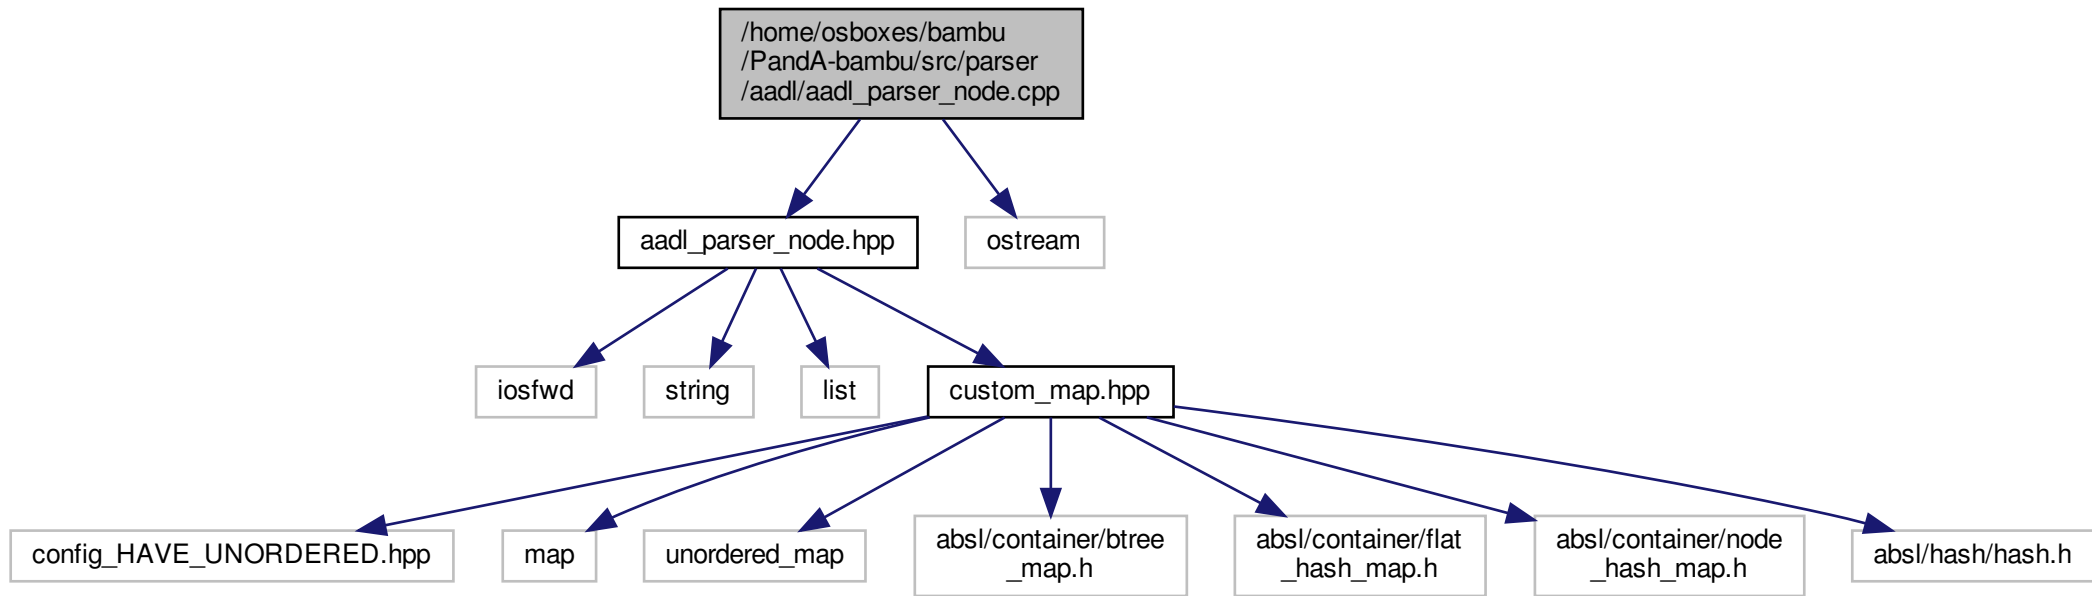 /home/osboxes/bambu
/PandA-bambu/src/parser
/aadl/aadl_parser_node.cpp
aadl_parser_node.hpp
ostream
iosfwd
string
list
custom_map.hpp
config_HAVE_UNORDERED.hpp
map
unordered_map
absl/container/btree
_map.h
absl/container/flat
_hash_map.h
absl/container/node
_hash_map.h
absl/hash/hash.h